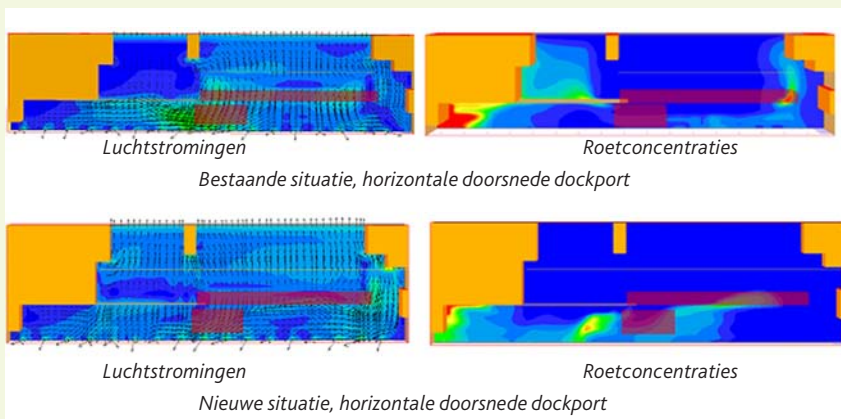 Luchtstromingen Roetconcentraties
Bestaande situatie, horizontale doorsnede dockport
Luchtstromingen Roetconcentraties
Nieuwe situatie, horizontale doorsnede dockport